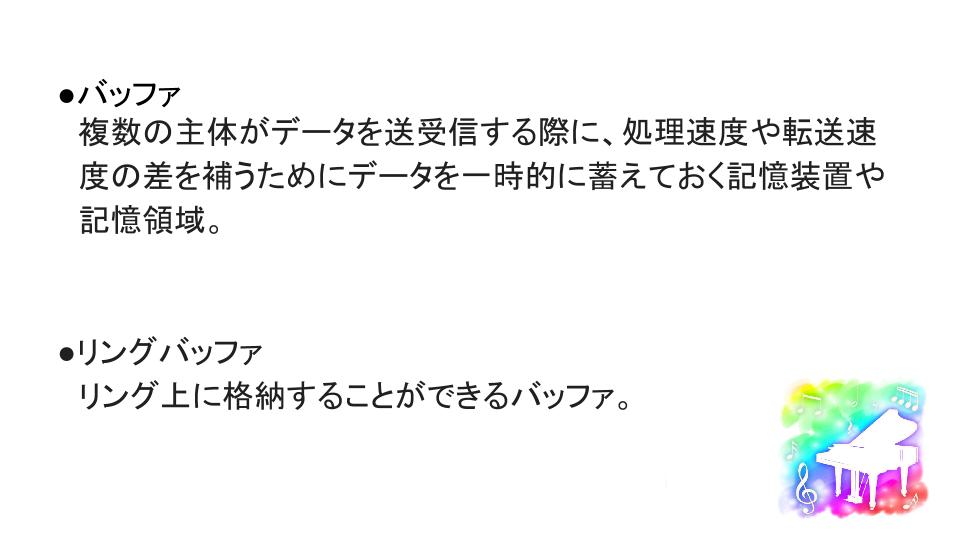 ●バッファ
複数の主体がデータを送受信する際に、処理速度や転送速
度の差を補うためにデータを一時的に蓄えておく記憶装置や
記憶領域。
●リングバッファ
リング上に格納することができるバッファ。